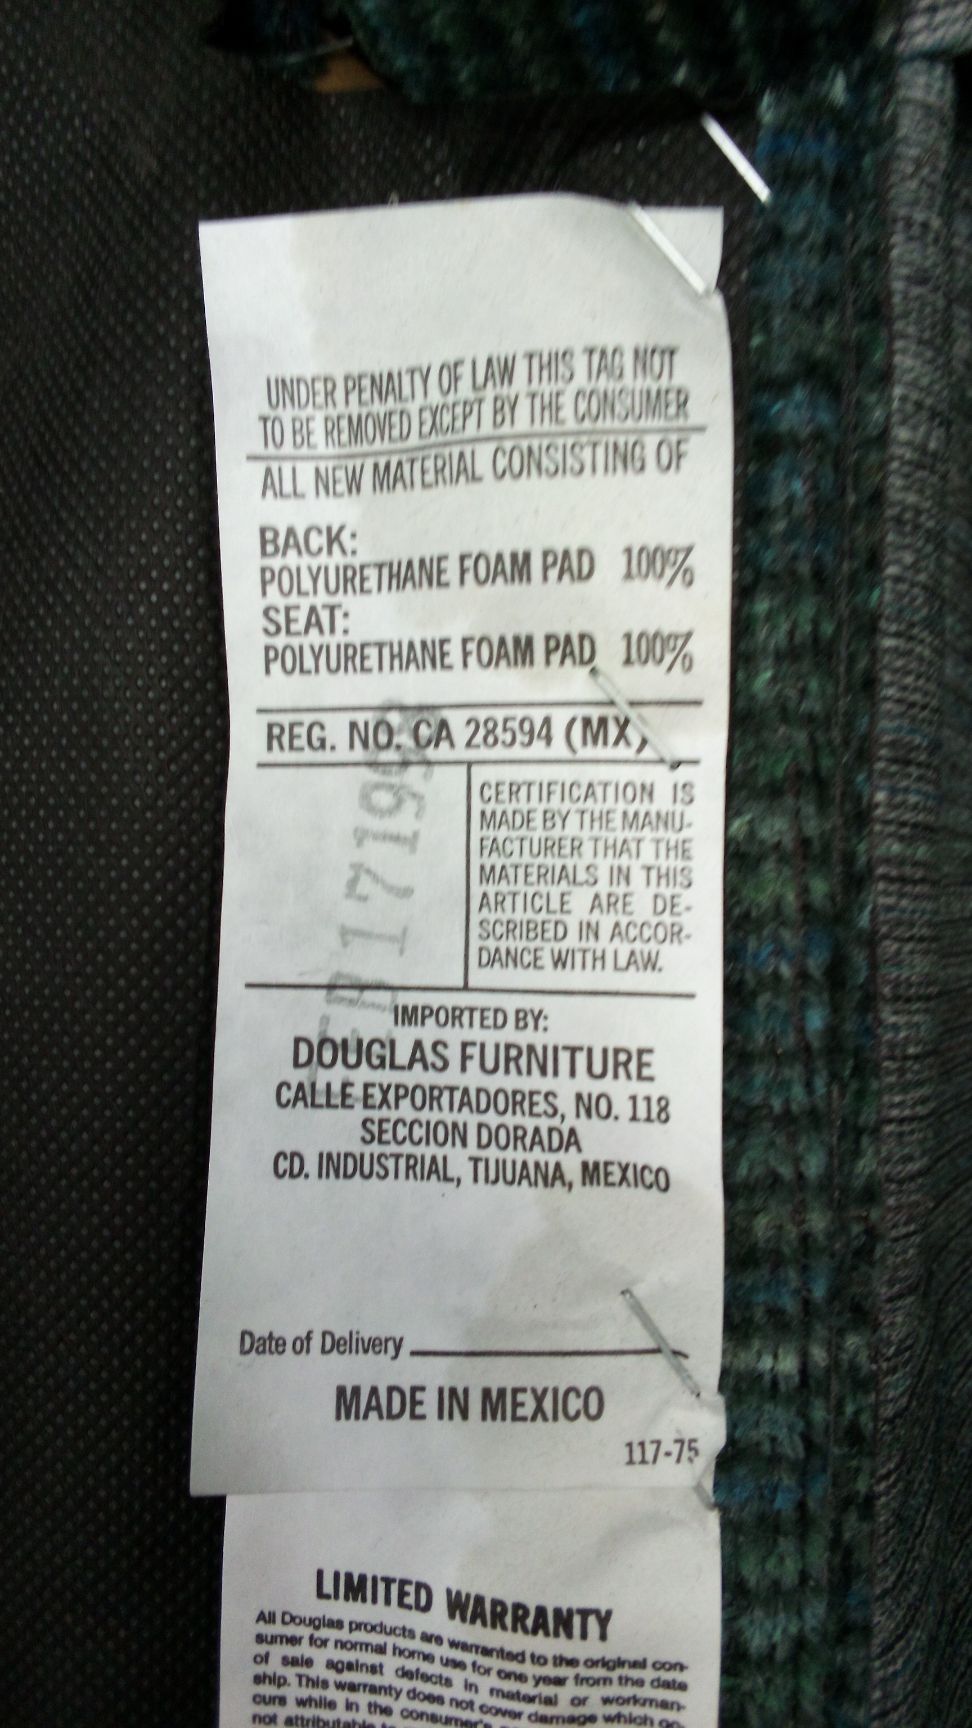 UNDER PENALTY OF LAW THIS TAG NOT
TO BE REMOVED EXCEPT BY THE CONSUMER
ALL NEW MATERIAL CONSISTING OF
BACK:
POLYURETHANE FOAM PAD 100%
SEAT:
POLYURETHANE FOAM PAD 100%
REG. NO. CA 28594 (MX)
CERTIFICATION IS
MADE BY THE MANU-
FACTURER THAT THE
MATERIALS IN THIS
ARTICLE ARE DE-
SCRIBED IN ACCOR-
DANCE WITH LAW.
17
IMPORTED BY:
DOUGLAS FURNITURE
CALLE EXPORTADORES, NO. 118
SECCION DORADA
CD. INDUSTRIAL, TIJUANA, MEXICO
Date of Delivery
MADE IN MEXICO
117-75
LIMITED WARRANTY
All Douglas products are warranted to the original con-
sumer for normal home use for one year from the date
of sale against defects in material or workman-
ship. This warranty does not cover damage which oc-
curs while in the consumer's
not attributable